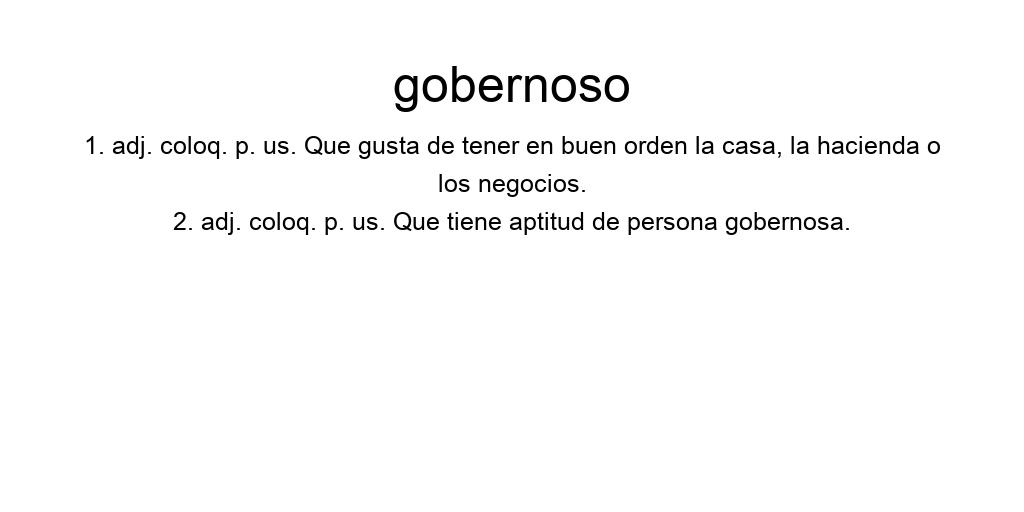 gobernoso
1. adj. coloq. p. us. Que gusta de tener en buen orden la casa, la hacienda o
los negocios.
2. adj. coloq. p. us. Que tiene aptitud de persona gobernosa.